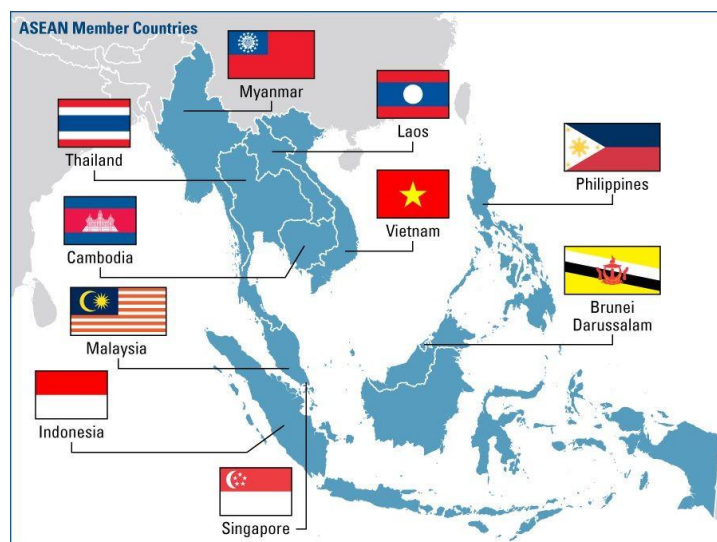 ASEAN Member Countries
Myanmar
Laos
Thailand
Philippines
Vietnam
Cambodia
Brunei
Darussalam
Malaysia
Indonesia
Singapore